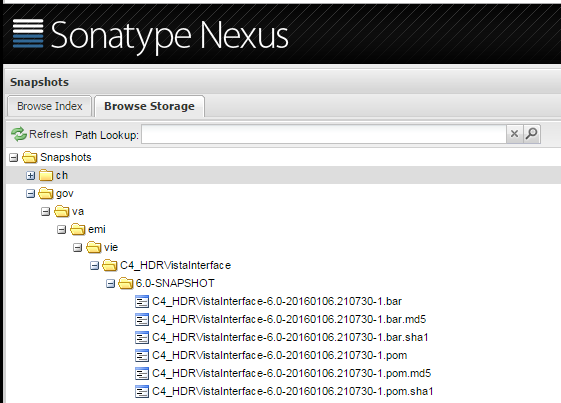 Sonatype Nexus
Snapshots
Browse Index Browse Storage
Refresh Path Lookup:
Snapshots
ch
gov
va
emi
vie
C4_HDRVistaInterface
6.0-SNAPSHOT
C4_HDRVistaInterface-6.0-20160106.210730-1.bar
C4_HDRVistaInterface-6.0-20160106.210730-1.bar.md5
C4_HDRVistaInterface-6.0-20160106.210730-1.bar.sha1
C4_HDRVistaInterface-6.0-20160106.210730-1.pom
C4_HDRVistaInterface-6.0-20160106.210730-1.pom.md5
C4_HDRVistaInterface-6.0-20160106.210730-1.pom.sha1